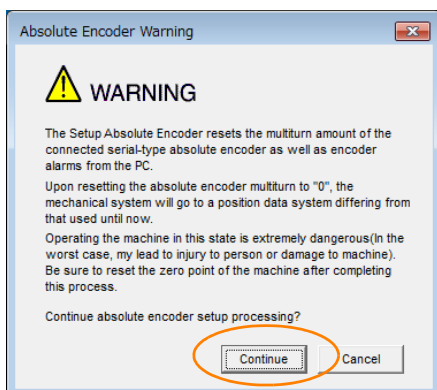 Absolute Encoder Warning
WARNING
The Setup Absolute Encoder resets the multiturn amount of the
connected serial-type absolute encoder as well as encoder
alarms from the PC.
Upon resetting the absolute encoder multiturn to "0", the
mechanical system will go to a position data system differing from
that used until now.
Operating the machine in this state is extremely dangerous(In the
worst case, my lead to injury to person or damage to machine).
Be sure to reset the zero point of the machine after completing
this process.
Continue absolute encoder setup processing?
Continue
Cancel